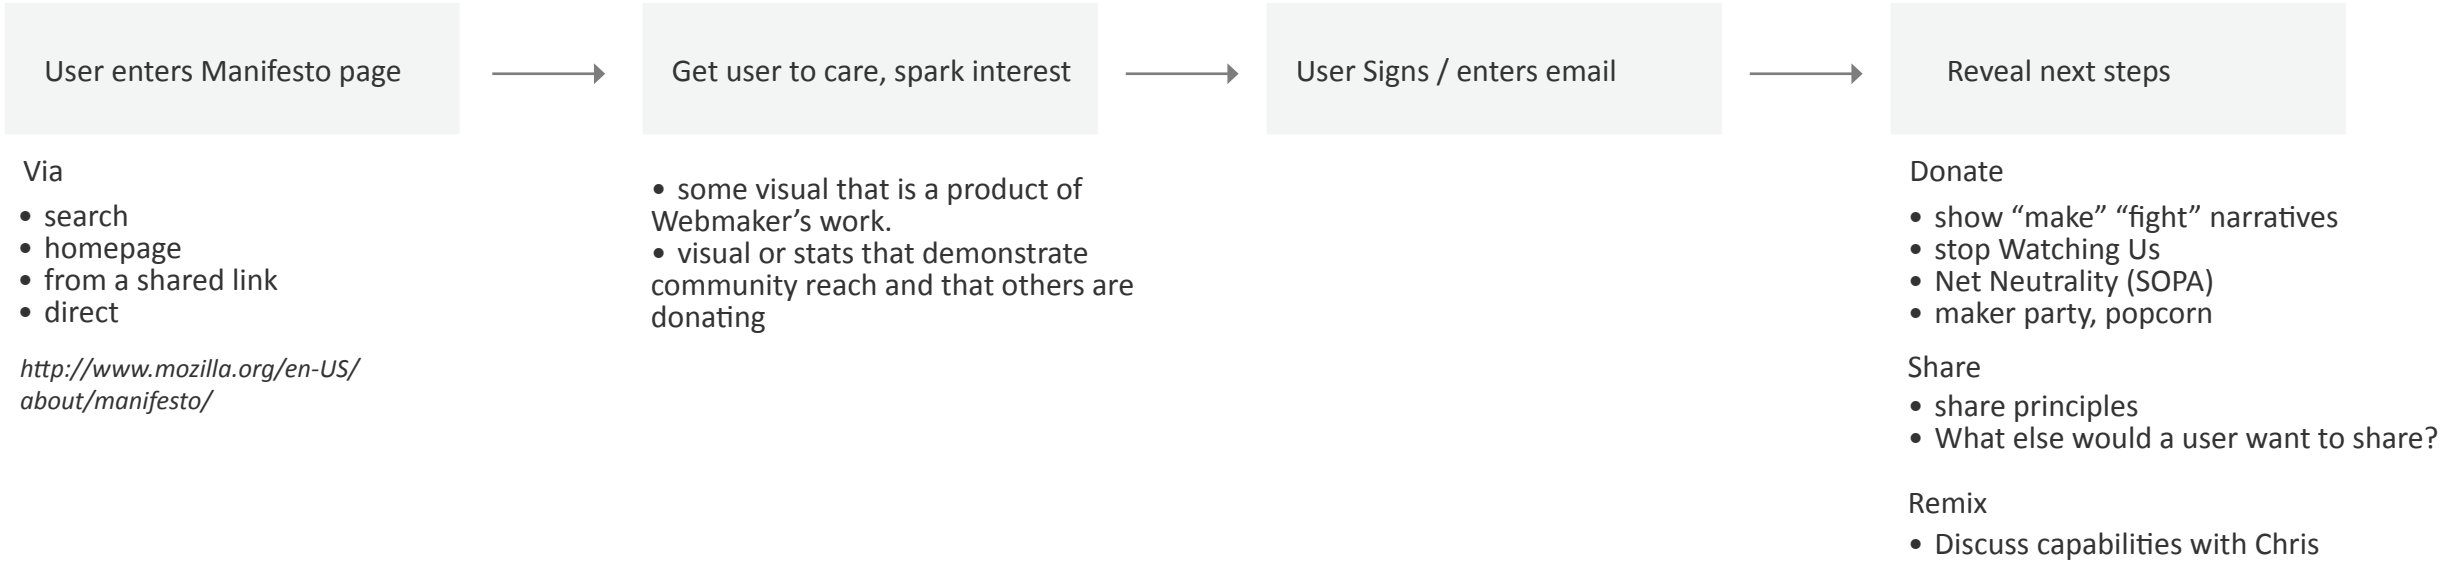 User enters Manifesto page
Get user to care, spark interest
User Signs / enters email
Reveal next steps
Via
• search
• homepage
• from a shared link
• direct
http://www.mozilla.org/en-US/
about/manifesto/
• some visual that is a product of
Webmaker’s work.
• visual or stats that demonstrate
community reach and that others are
donating
Donate
• show “make” “fight” narratives
• stop Watching Us
• Net Neutrality (SOPA)
• maker party, popcorn
Share
• share principles
• What else would a user want to share?
Remix
• Discuss capabilities with Chris